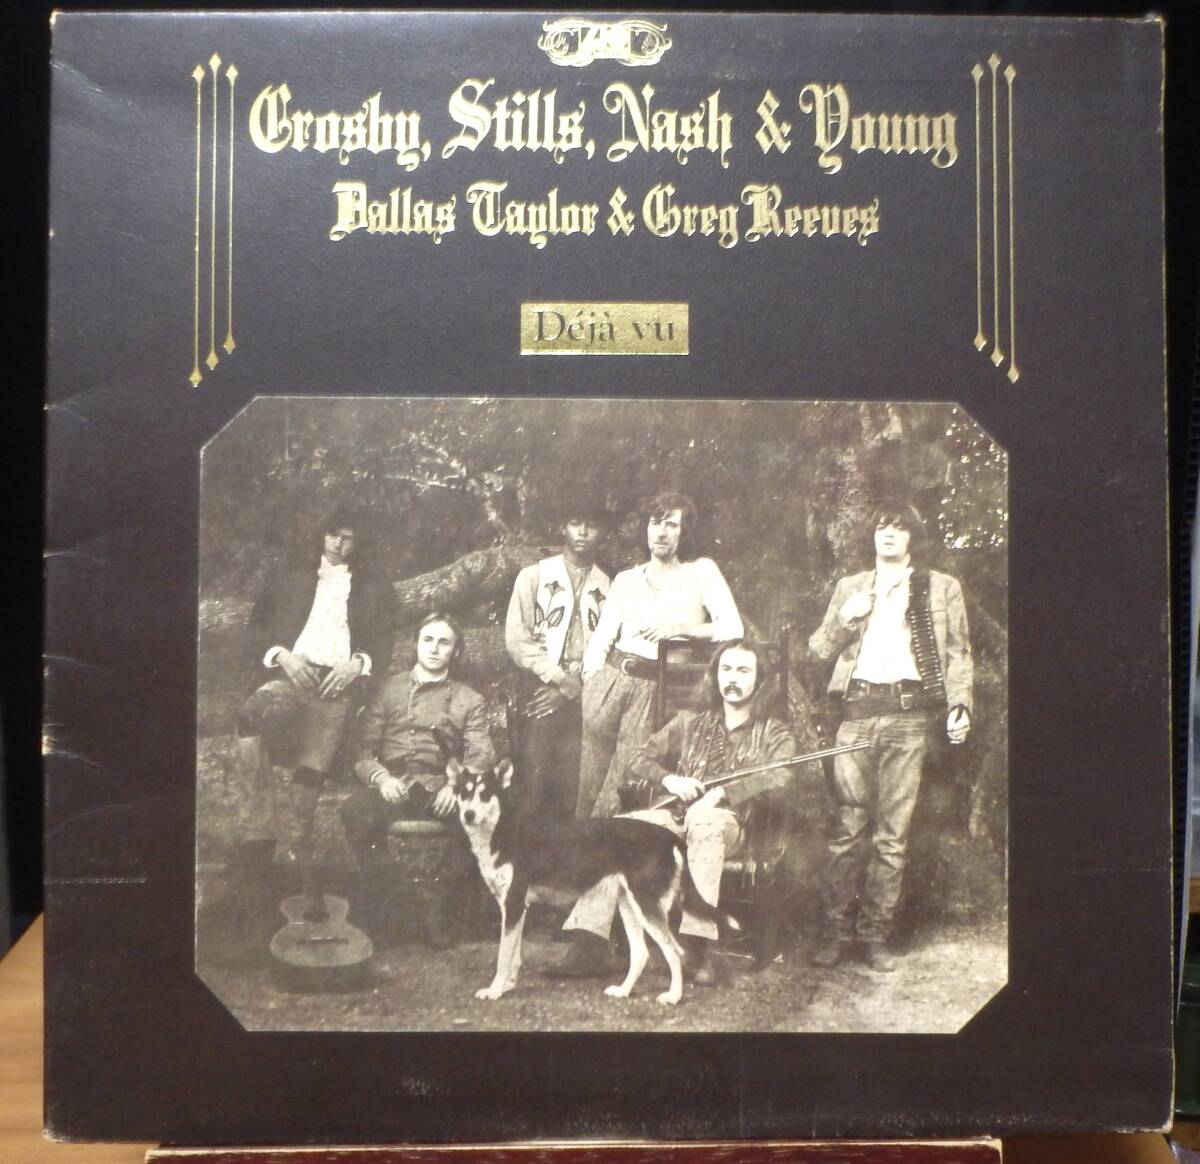 Crosby, Stills, Nash & Young
Dallas Taylor & Greg Reeves
Déjà vu